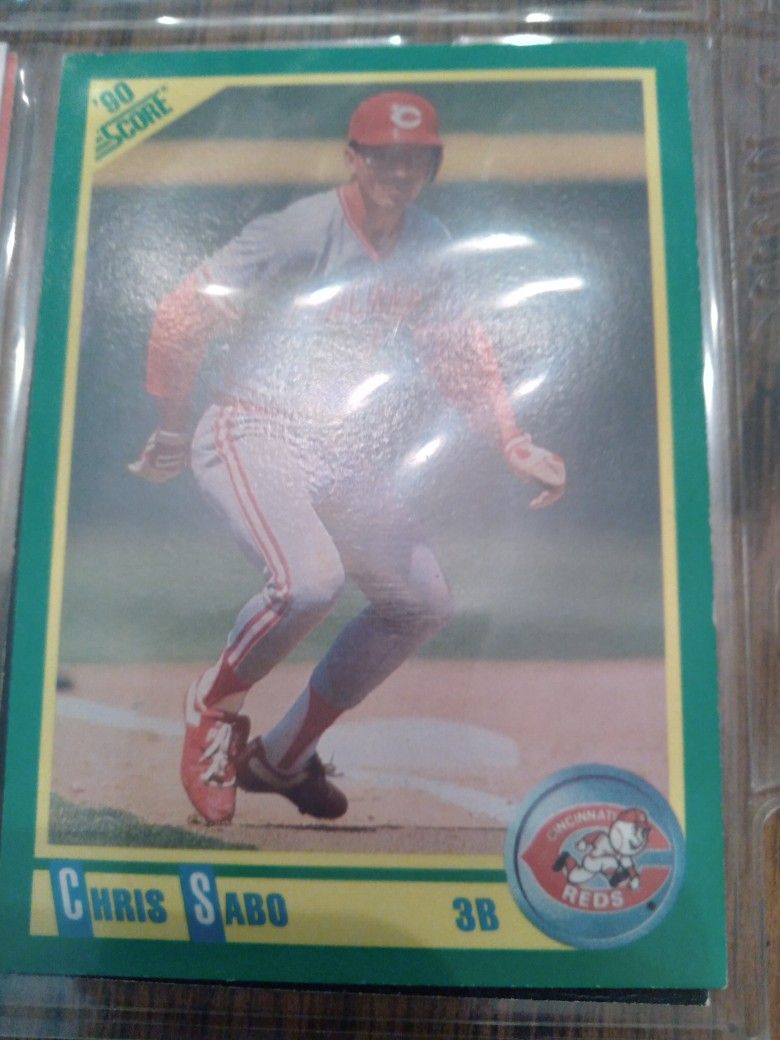 '90
SCORE
C
CINCINNATI
REDS
CHRIS SABO
3B